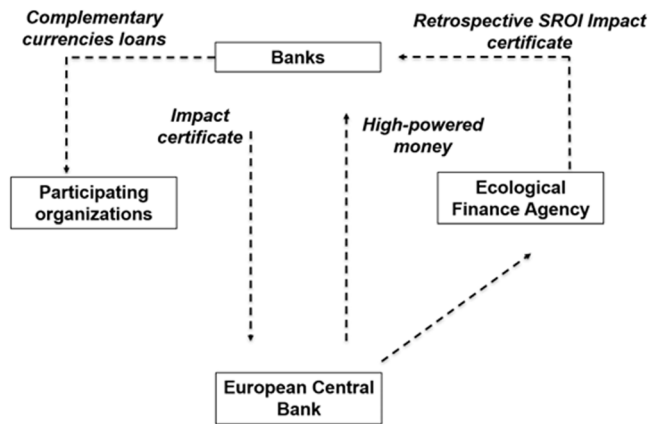 Complementary
currencies loans
Retrospective SROI Impact
certificate
Banks
Impact
certificate
High-powered
money
Participating
organizations
Ecological
Finance Agency
European Central
Bank